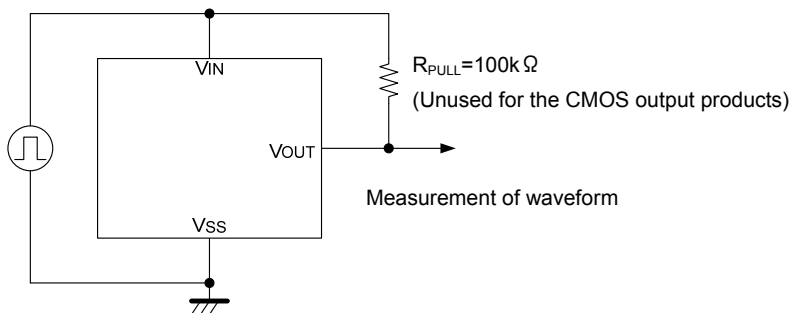 VIN
RPULL=100kΩ
(Unused for the CMOS output products)
VOUT
Measurement of waveform
VSS